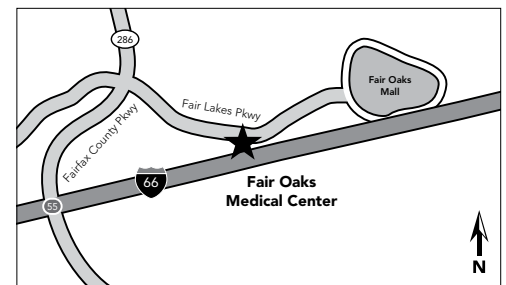 286
Fair Oaks
Mall
Fair Lakes Pkwy
Fairfax County Pkwy
66
Fair Oaks
Medical Center
55
N